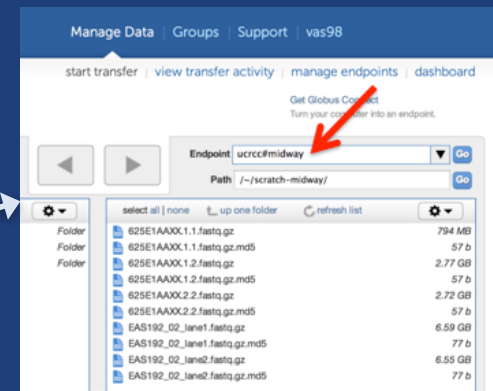 Manage Data | Groups | Support | vas98
start transfer | view transfer activity | manage endpoints | dashboard
Get Globus Connect
Turn your computer into an endpoint.
Endpoint ucrcc#midway Go
Path /~/scratch-midway/ Go
select all | none up one folder refresh list
Folder 625E1AAXX.1.1.fastq.gz 794 MB
Folder 625E1AAXX.1.1.fastq.gz.md5 57 b
Folder 625E1AAXX.1.2.fastq.gz 2.77 GB
625E1AAXX.1.2.fastq.gz.md5 57 b
625E1AAXX.2.2.fastq.gz 2.72 GB
625E1AAXX.2.2.fastq.gz.md5 57 b
EAS192_02_lane1.fastq.gz 6.59 GB
EAS192_02_lane1.fastq.gz.md5 77 b
EAS192_02_lane2.fastq.gz 6.55 GB
EAS192_02_lane2.fastq.gz.md5 77 b